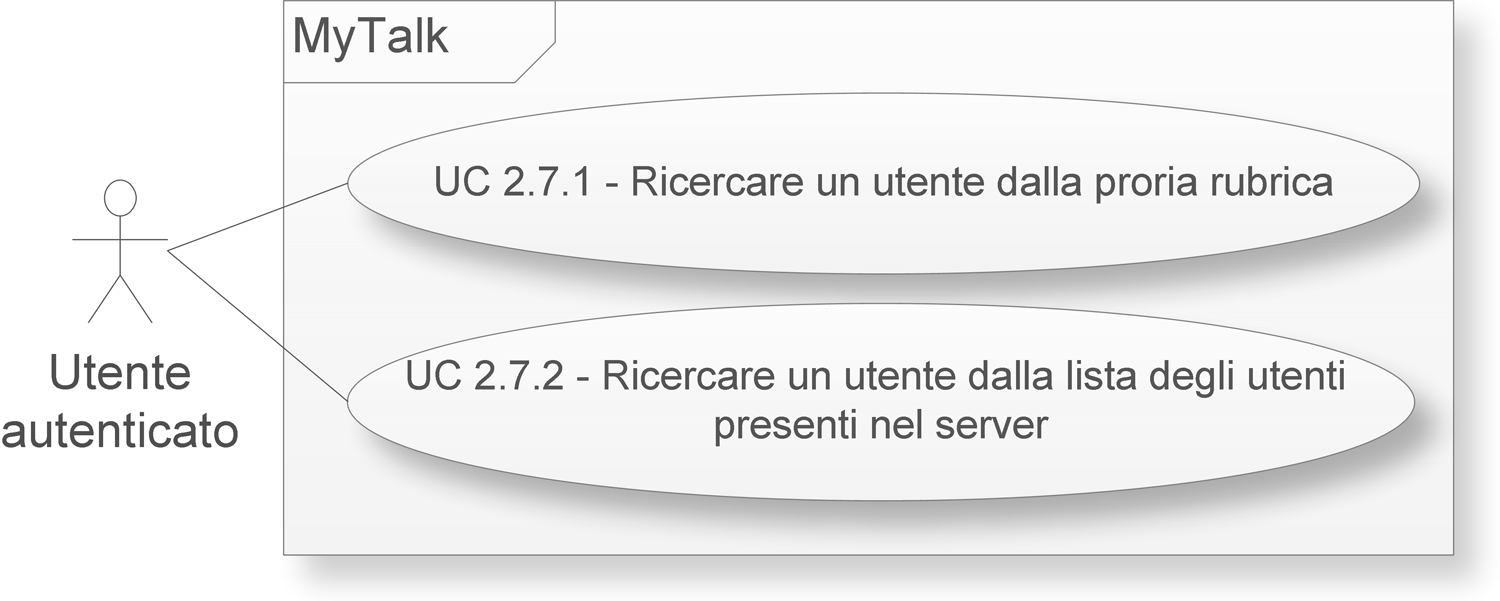 MyTalk
UC 2.7.1 - Ricercare un utente dalla proria rubrica
Utente
autenticato
UC 2.7.2 - Ricercare un utente dalla lista degli utenti
presenti nel server